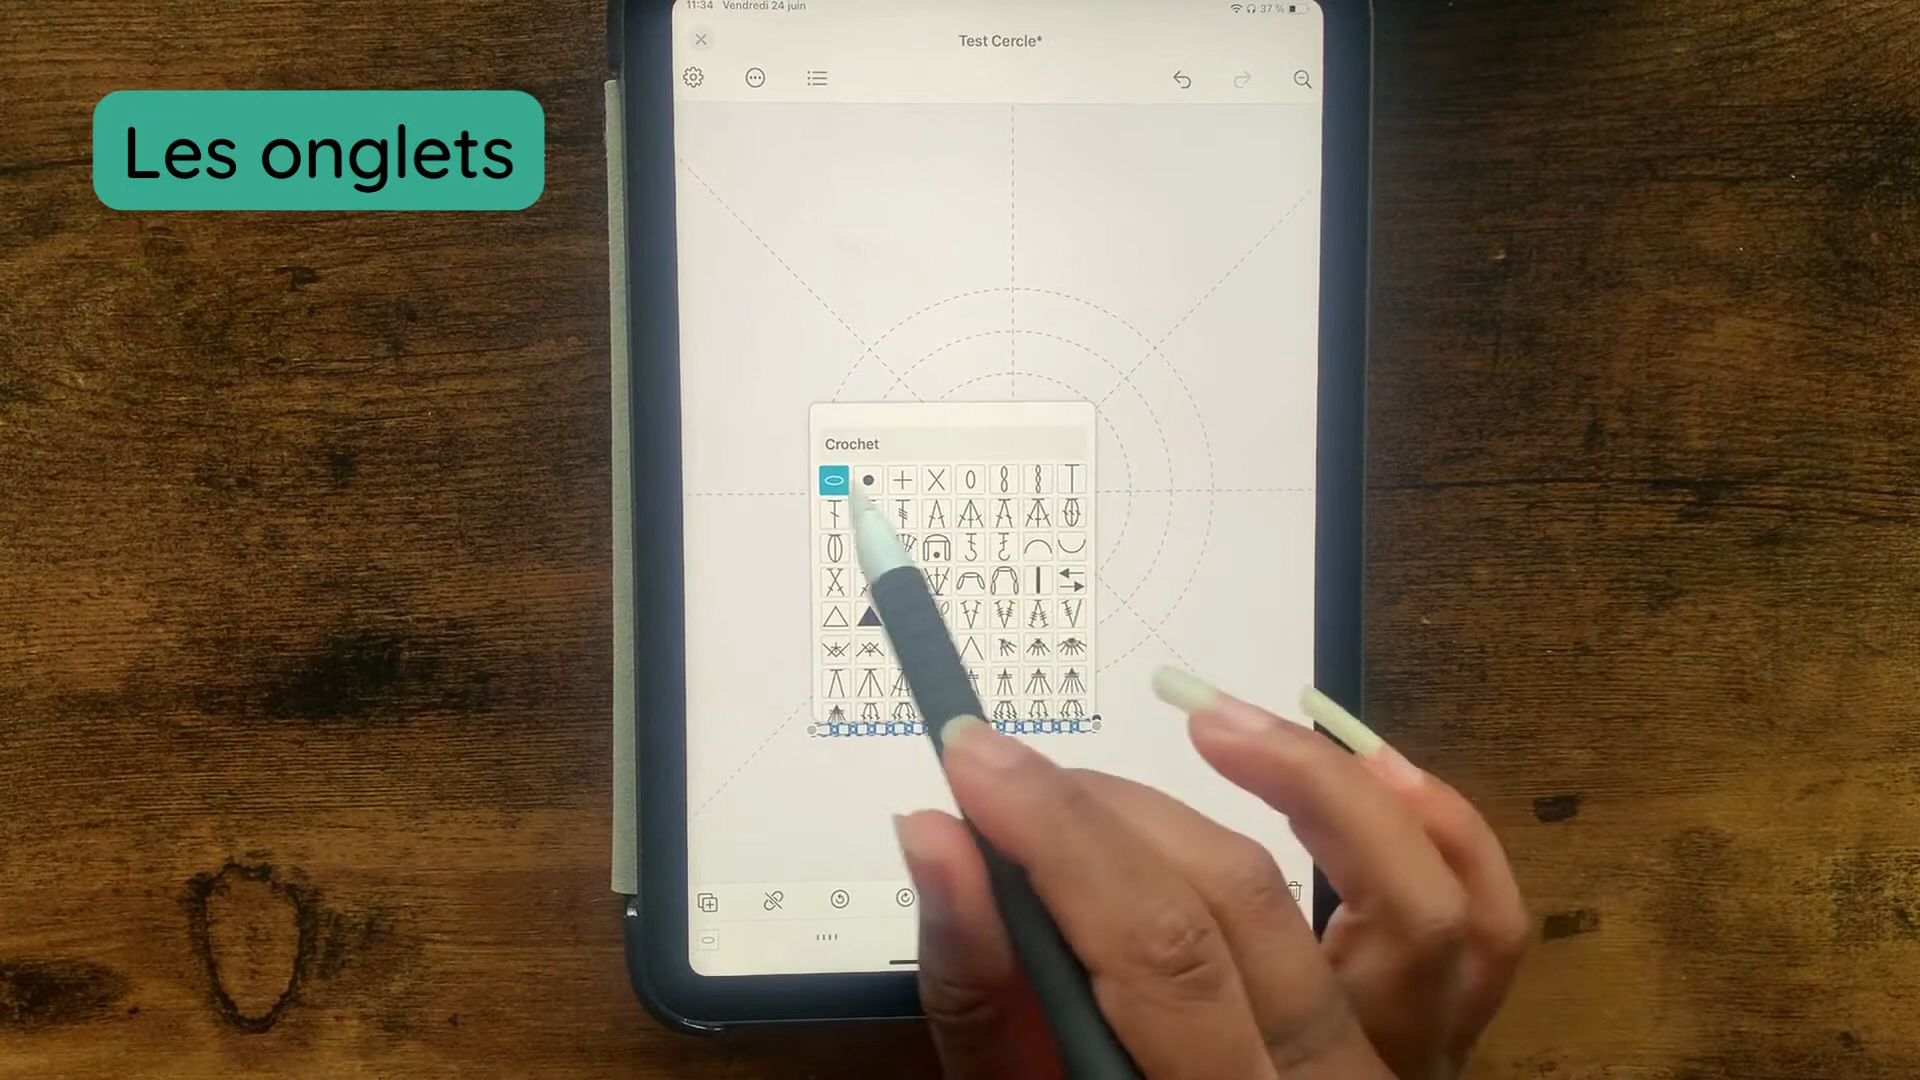 11:34 Vendredi 24 juin
37 %
Test Cercle*
Les onglets
Crochet